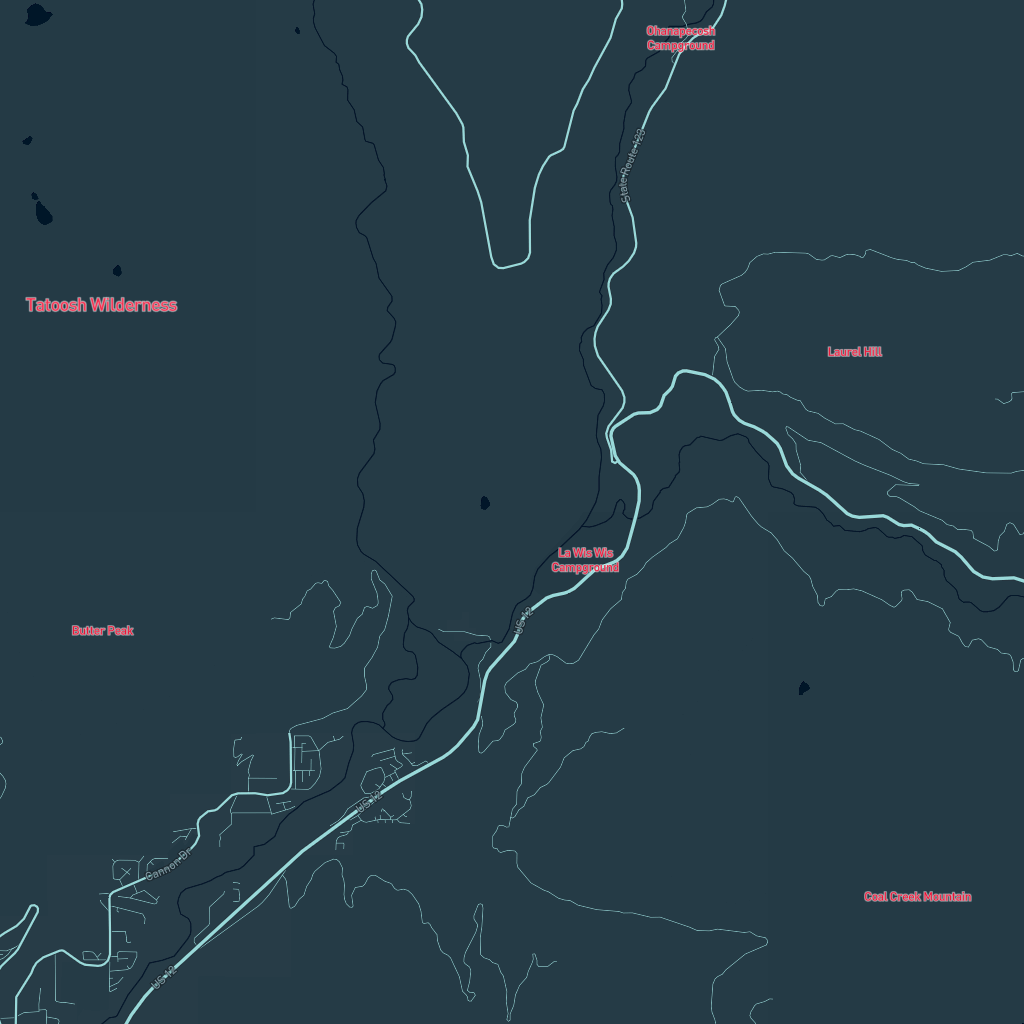 Ohanapecosh
Campground
State Route 123
Tatoosh Wilderness
Laurel Hill
La Wis Wis
Campground
US 12
Butter Peak
US 12
Cannon Dr
Coal Creek Mountain
US 12